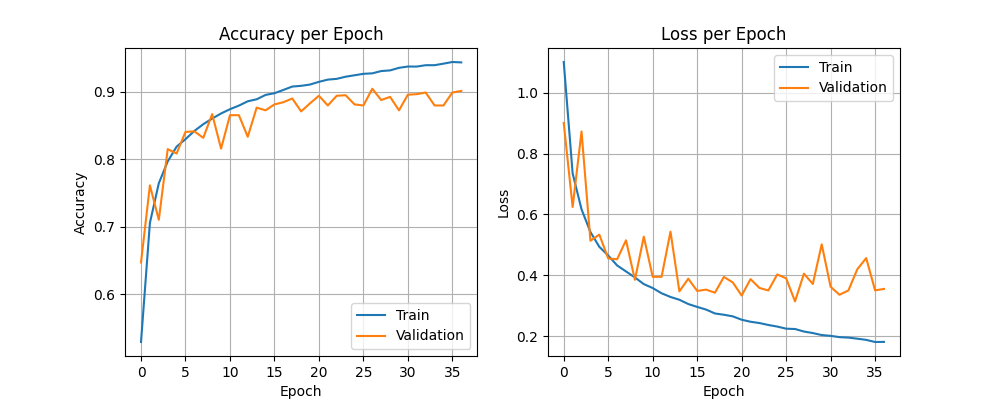 Accuracy per Epoch
0.9
0.8
0.7
0.6
Accuracy
0 5 10 15 20 25 30 35
Epoch
Train
Validation
Loss per Epoch
1.0
0.8
0.6
0.4
0.2
Loss
0 5 10 15 20 25 30 35
Epoch
Train
Validation